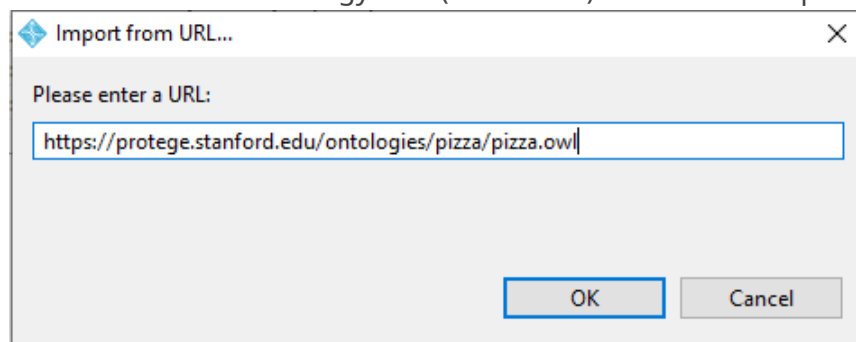 Import from URL...
Please enter a URL:
https://protege.stanford.edu/ontologies/pizza/pizza.owl
OK
Cancel